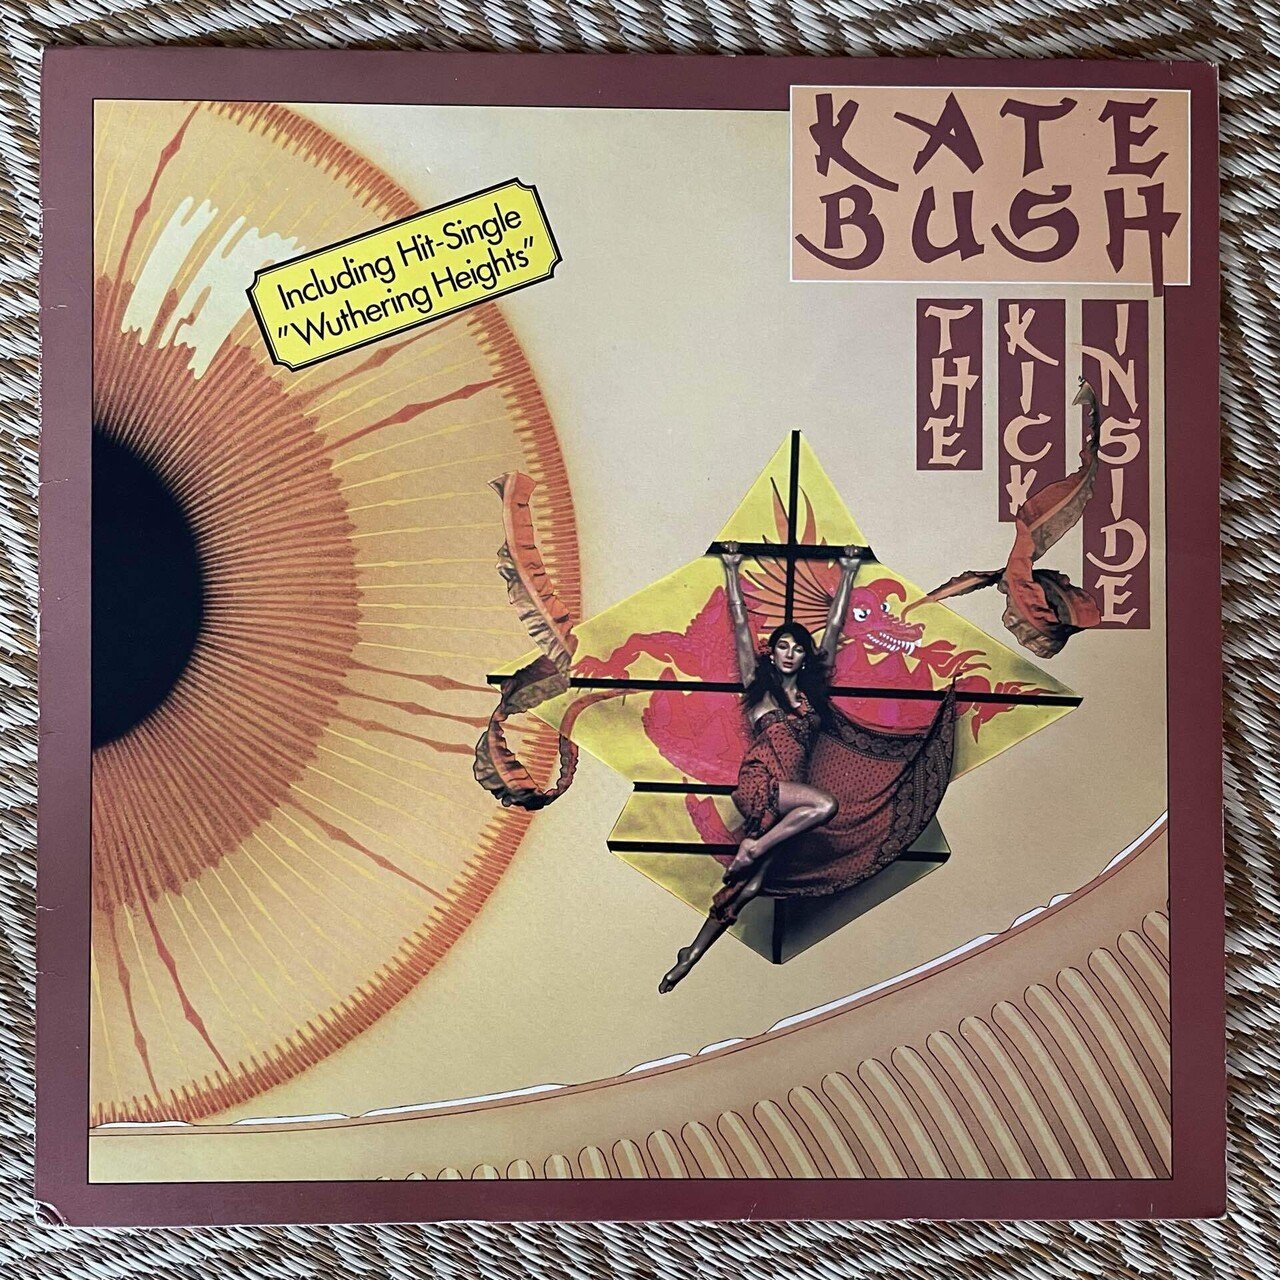 KATE
BUSH
THE
KICK
INSIDE
Including Hit-Single
"Wuthering Heights"